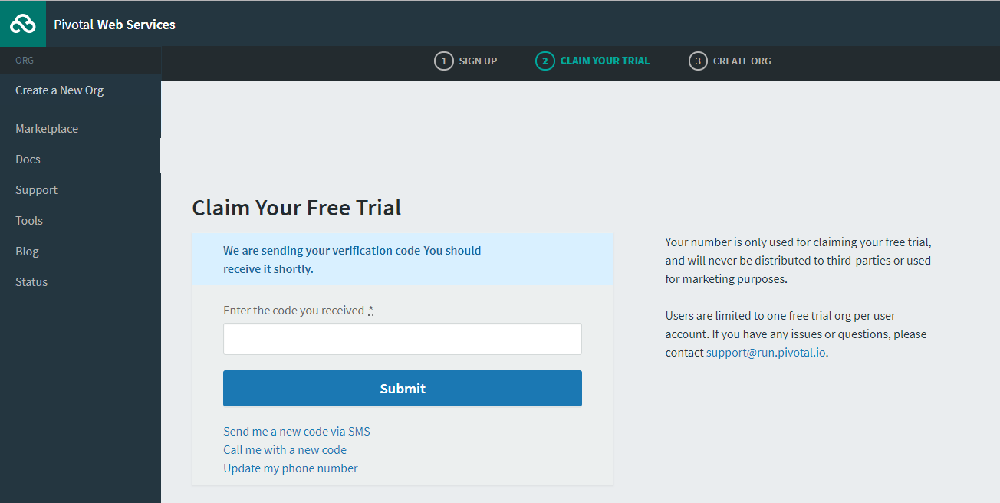 Pivotal Web Services
ORG
1 SIGN UP
2 CLAIM YOUR TRIAL
3 CREATE ORG
Create a New Org
Marketplace
Docs
Support
Tools
Blog
Status
Claim Your Free Trial
We are sending your verification code You should
receive it shortly.
Enter the code you received *
Submit
Send me a new code via SMS
Call me with a new code
Update my phone number
Your number is only used for claiming your free trial,
and will never be distributed to third-parties or used
for marketing purposes.
Users are limited to one free trial org per user
account. If you have any issues or questions, please
contact support@run.pivotal.io.